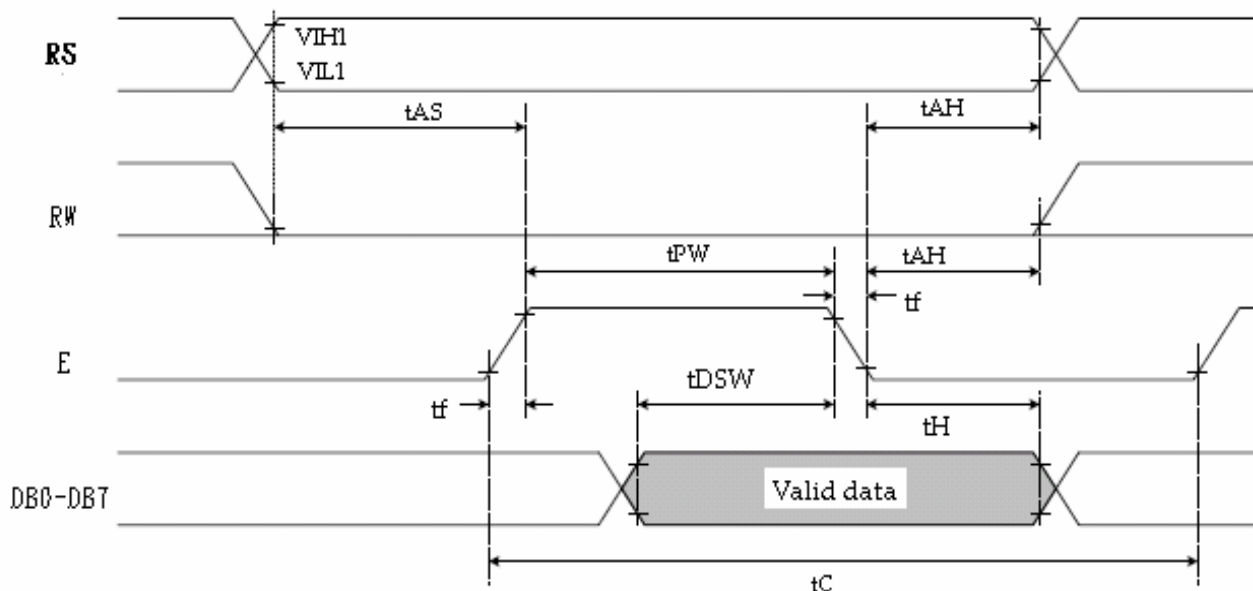 RS
VIH1
VIL1
tAS
tAH
RW
tPW
tAH
tf
E
tDSW
tf
tH
DB0-DB7
Valid data
tC